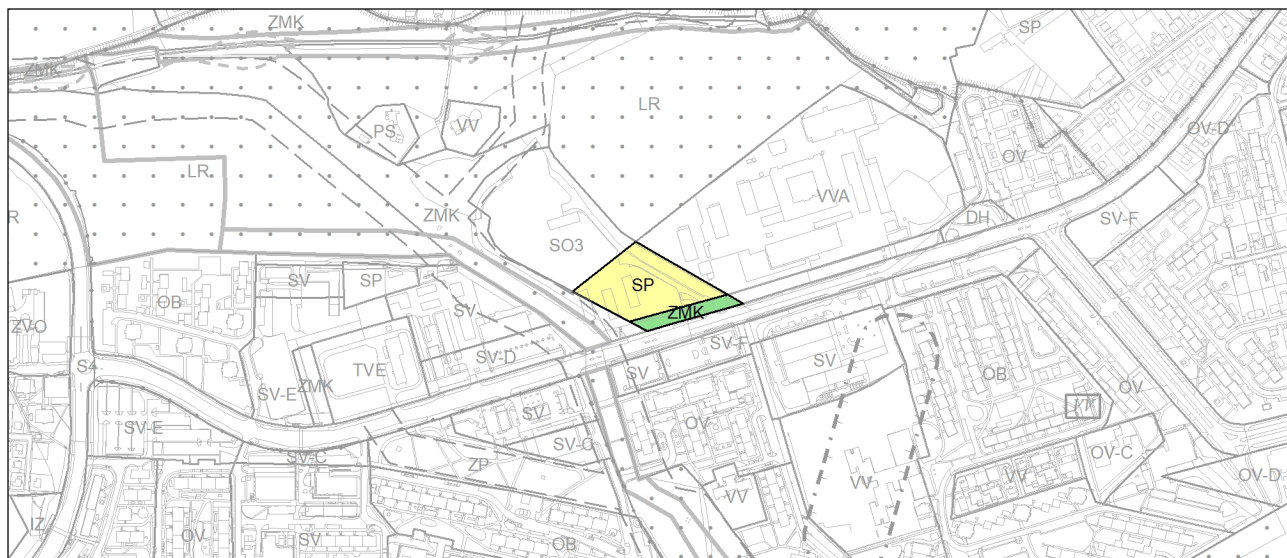 ZMK
SP
ZMK
LR
PS
VV
OV-D
OV
LR
VVA
ZMK
R
DH
SV-F
SO3
SP
SV
SP
OB
SV
ZMK
ZVO
SV-F
SV-D
S4
TVE
SV
SV
OB
SV-E
ZMK
OV
VV
SV
SV-E
OV
SV-C
OV-C
SV-C
ZP
OV-D
VV
VV
VV
IZ
OV
SV
OB